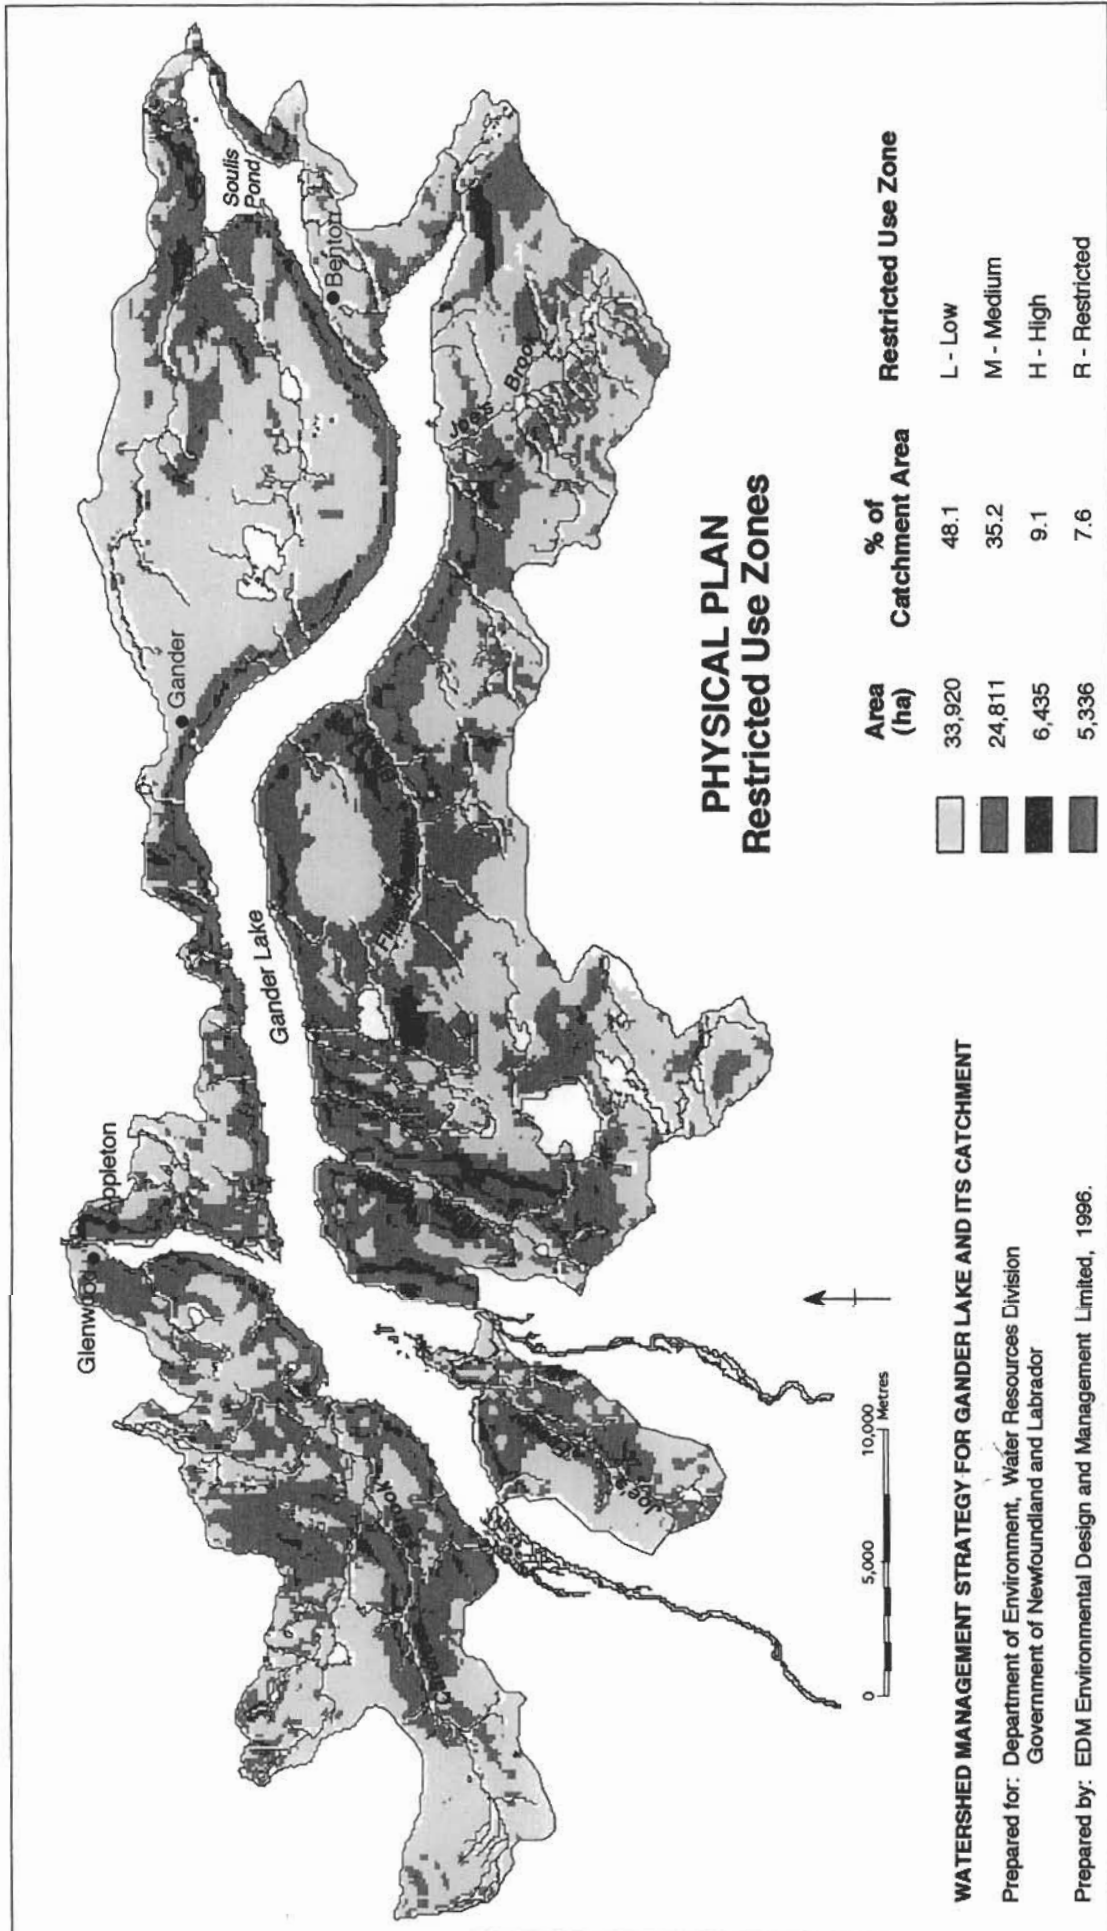 Glenwood
Appleton
Gander
Soulis
Pond
Benton
Gander Lake
Joe's
Brook
Brook
Joe's
PHYSICAL PLAN
Restricted Use Zones
Area
(ha)
% of
Catchment Area
Restricted Use Zone
33,920 48.1 L - Low
24,811 35.2 M - Medium
6,435 9.1 H - High
5,336 7.6 R - Restricted
0 5,000 10,000
Metres
WATERSHED MANAGEMENT STRATEGY FOR GANDER LAKE AND ITS CATCHMENT
Prepared for: Department of Environment, Water Resources Division
Government of Newfoundland and Labrador
Prepared by: EDM Environmental Design and Management Limited, 1996.